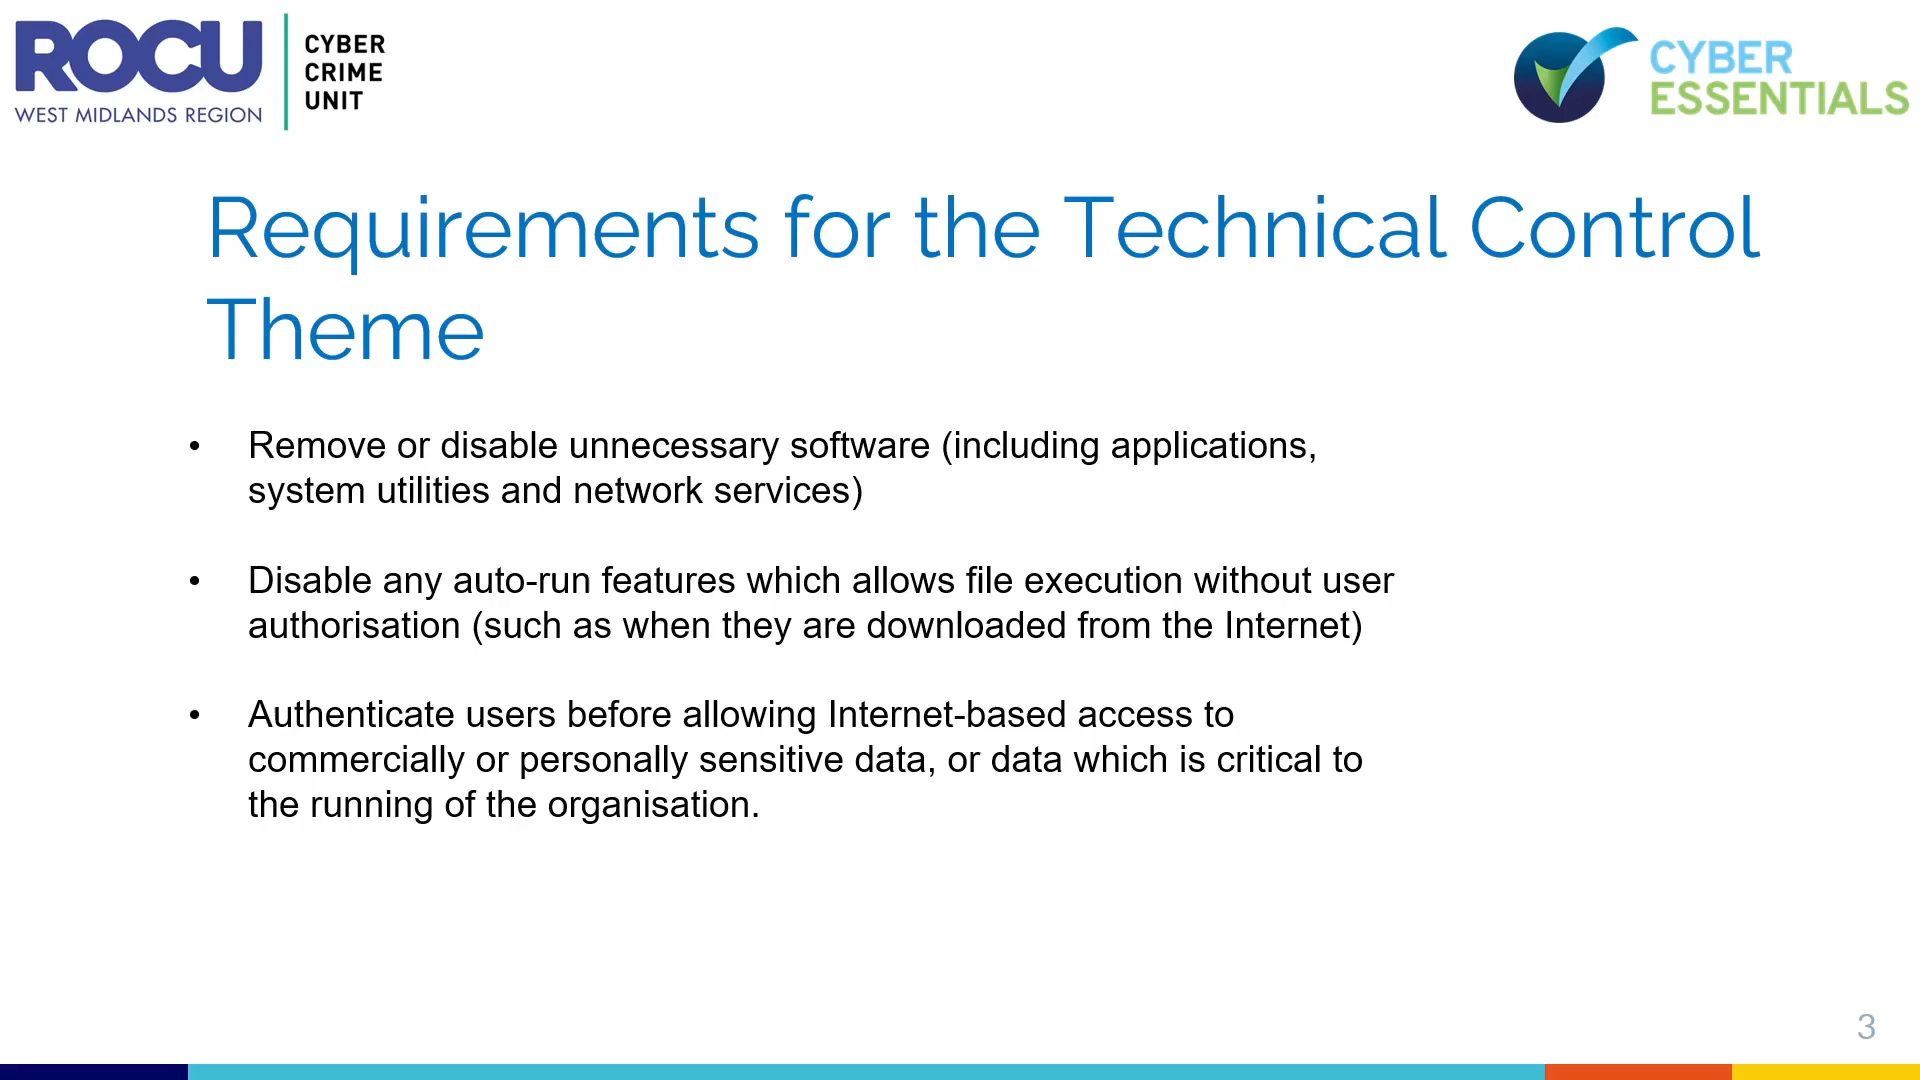 ROCU
WEST MIDLANDS REGION
CYBER
CRIME
UNIT
CYBER
ESSENTIALS
Requirements for the Technical Control
Theme
• Remove or disable unnecessary software (including applications,
system utilities and network services)
• Disable any auto-run features which allows file execution without user
authorisation (such as when they are downloaded from the Internet)
• Authenticate users before allowing Internet-based access to
commercially or personally sensitive data, or data which is critical to
the running of the organisation.
3